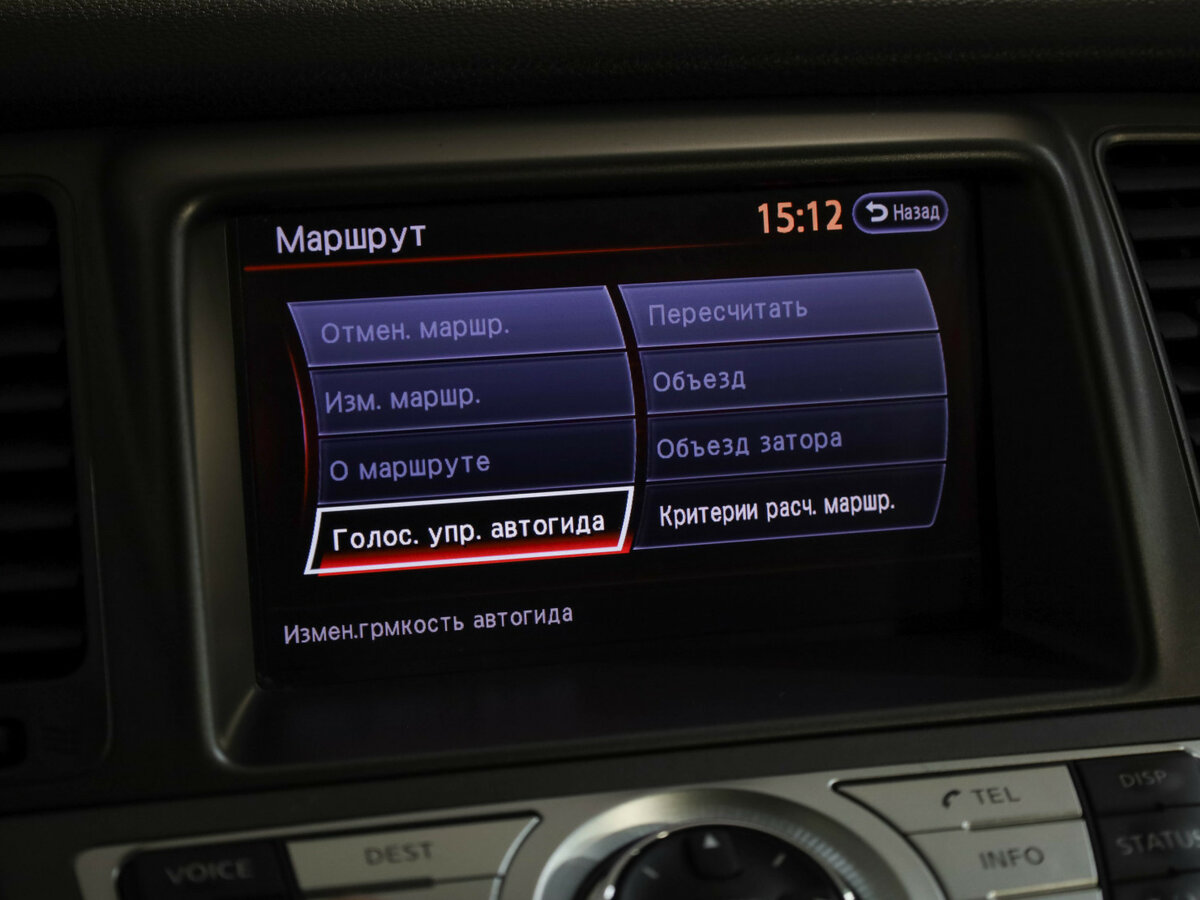 Маршрут
15:12 Назад
Отмен. маршр.
Пересчитать
Изм. маршр.
Объезд
О маршруте
Объезд затора
Голос. упр. автогида
Критерии расч. маршр.
Измен.грмкость автогида
TEL
DISP
VOICE
DEST
INFO
STATUS